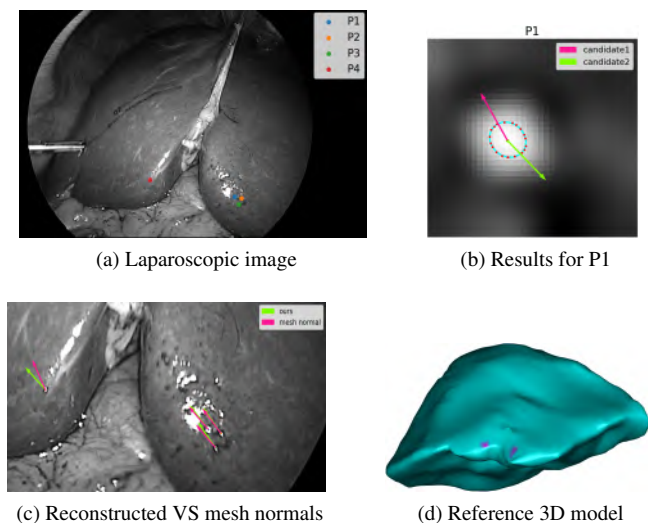 P1
P2
P3
P4
P1
candidate1
candidate2
(a) Laparoscopic image
(b) Results for P1
ours
mesh normal
(c) Reconstructed VS mesh normals
(d) Reference 3D model